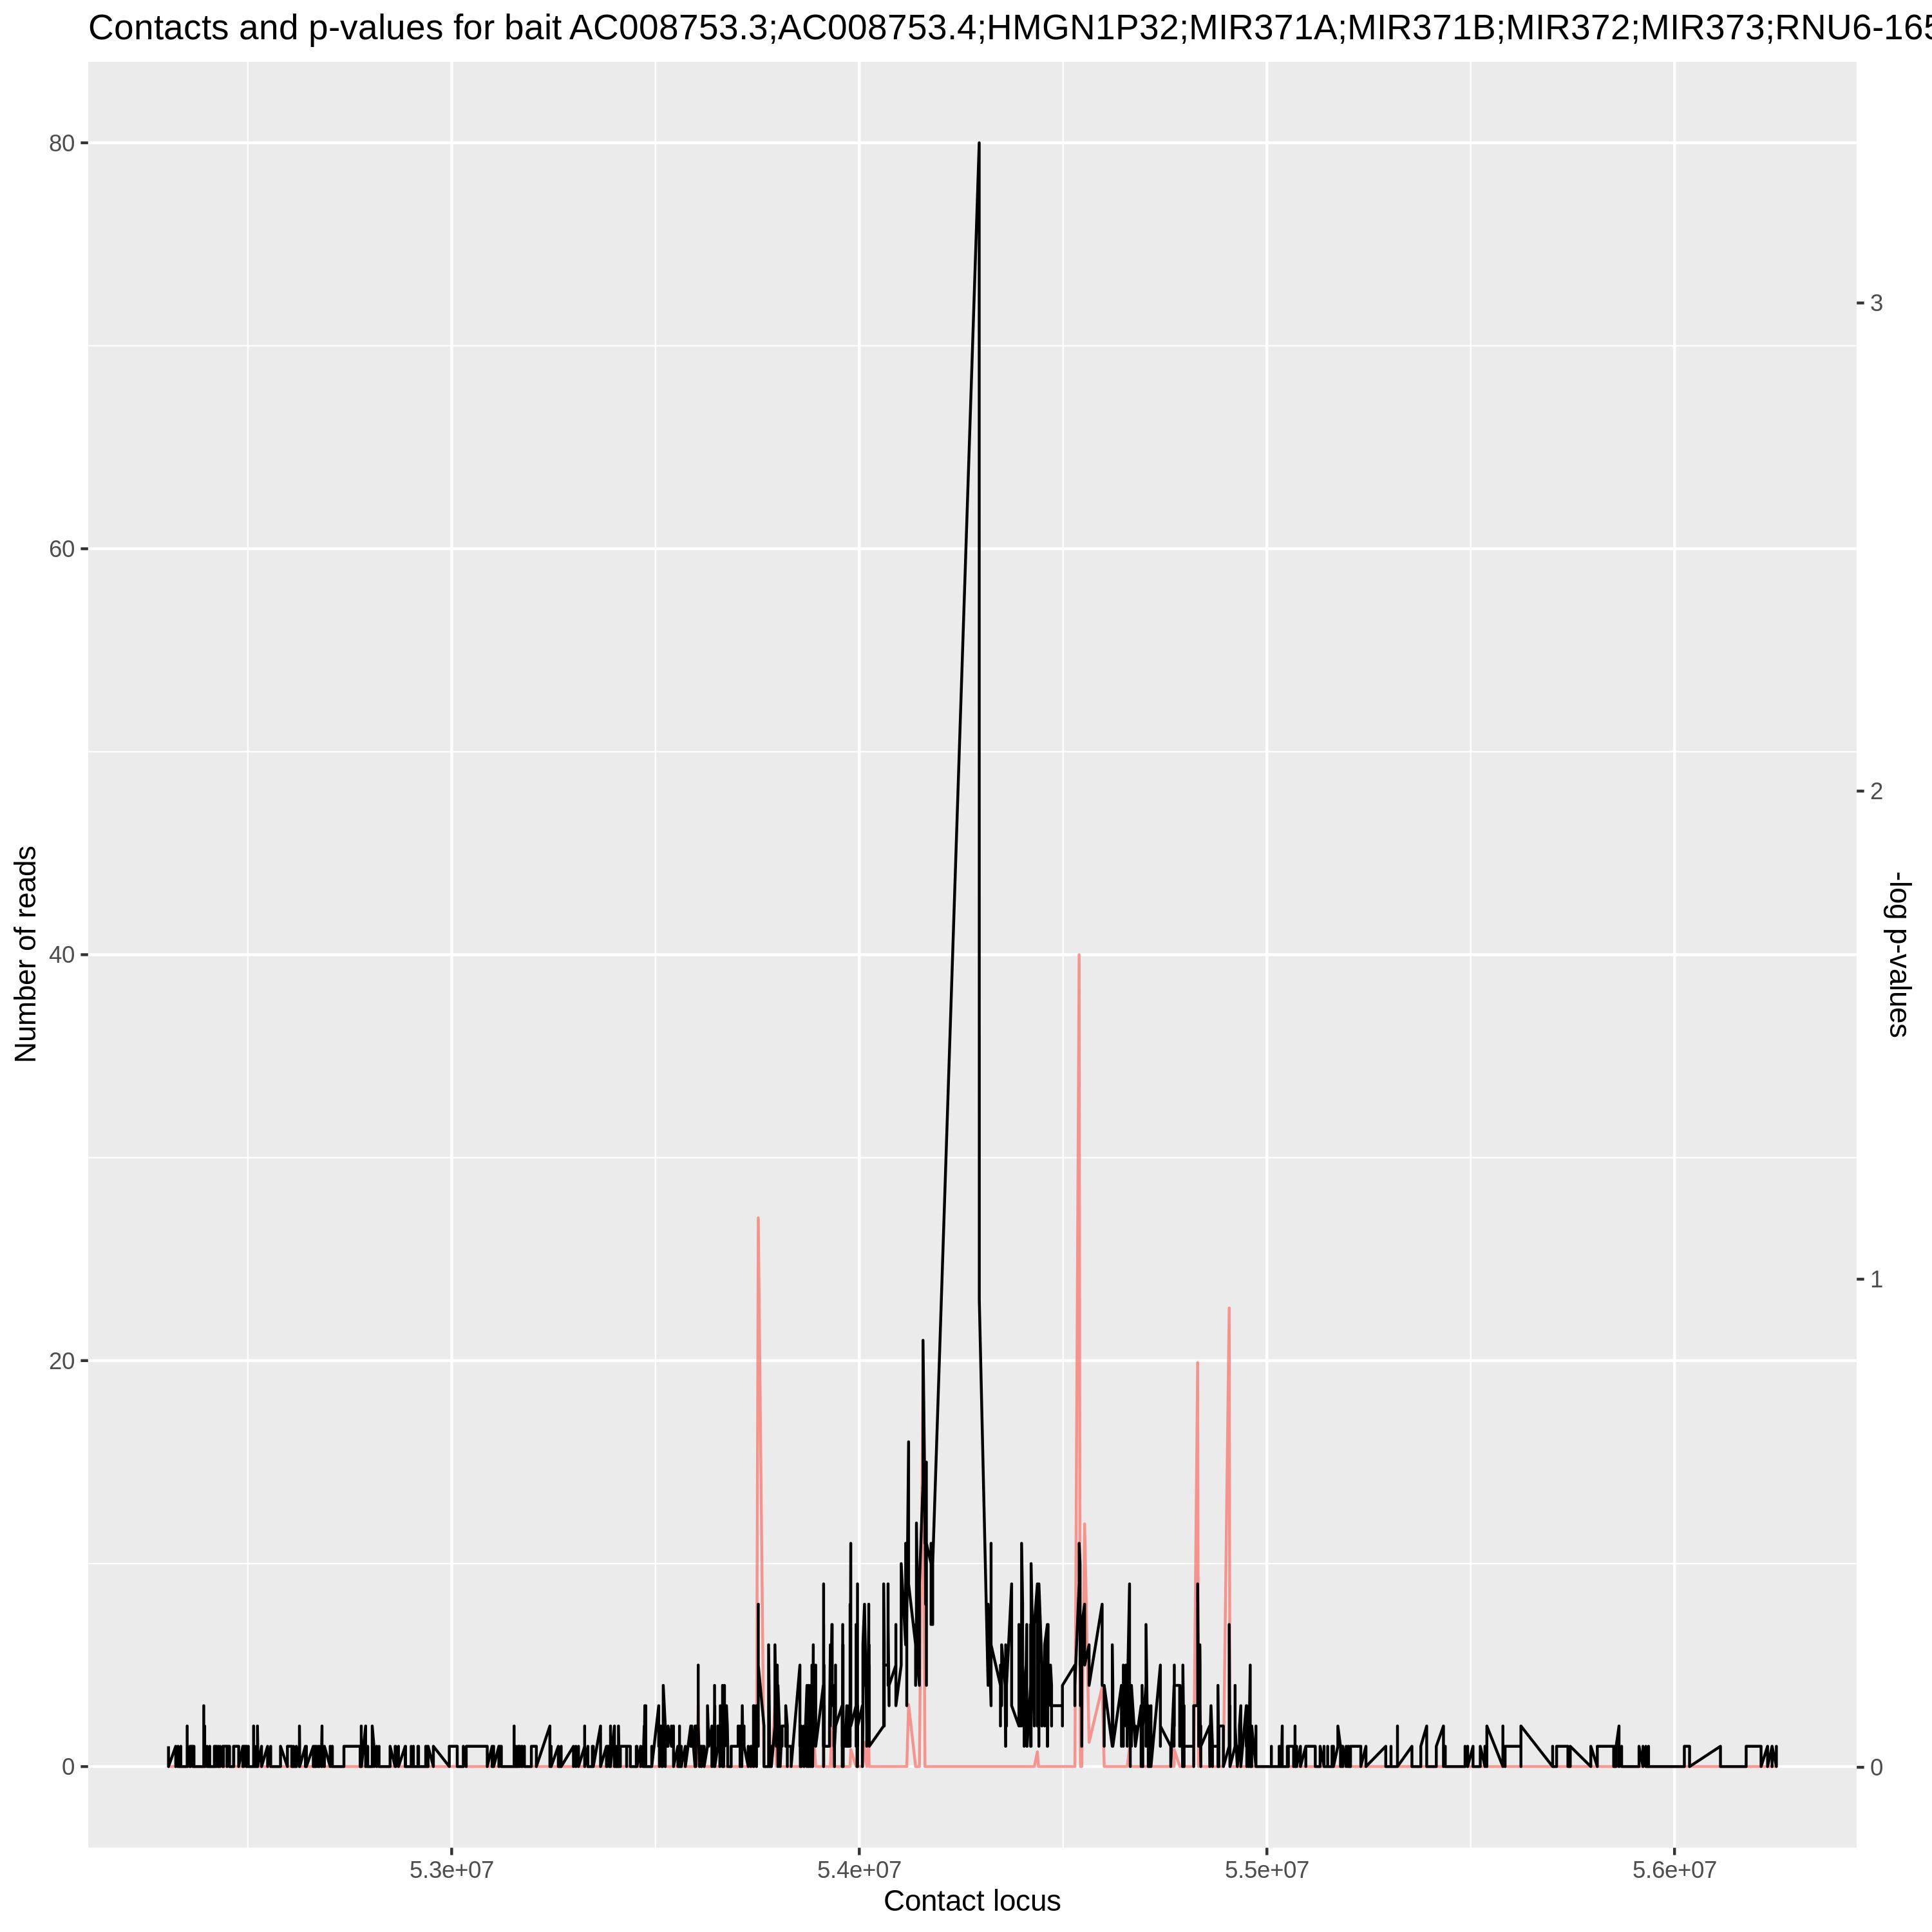 Contacts and p-values for bait AC008753.3;AC008753.4;HMGN1P32;MIR371A;MIR371B;MIR372;MIR373;RNU6-165
80
60
40
20
0
Number of reads
3
2
1
0
-log p-values
5.3e+07 5.4e+07 5.5e+07 5.6e+07
Contact locus